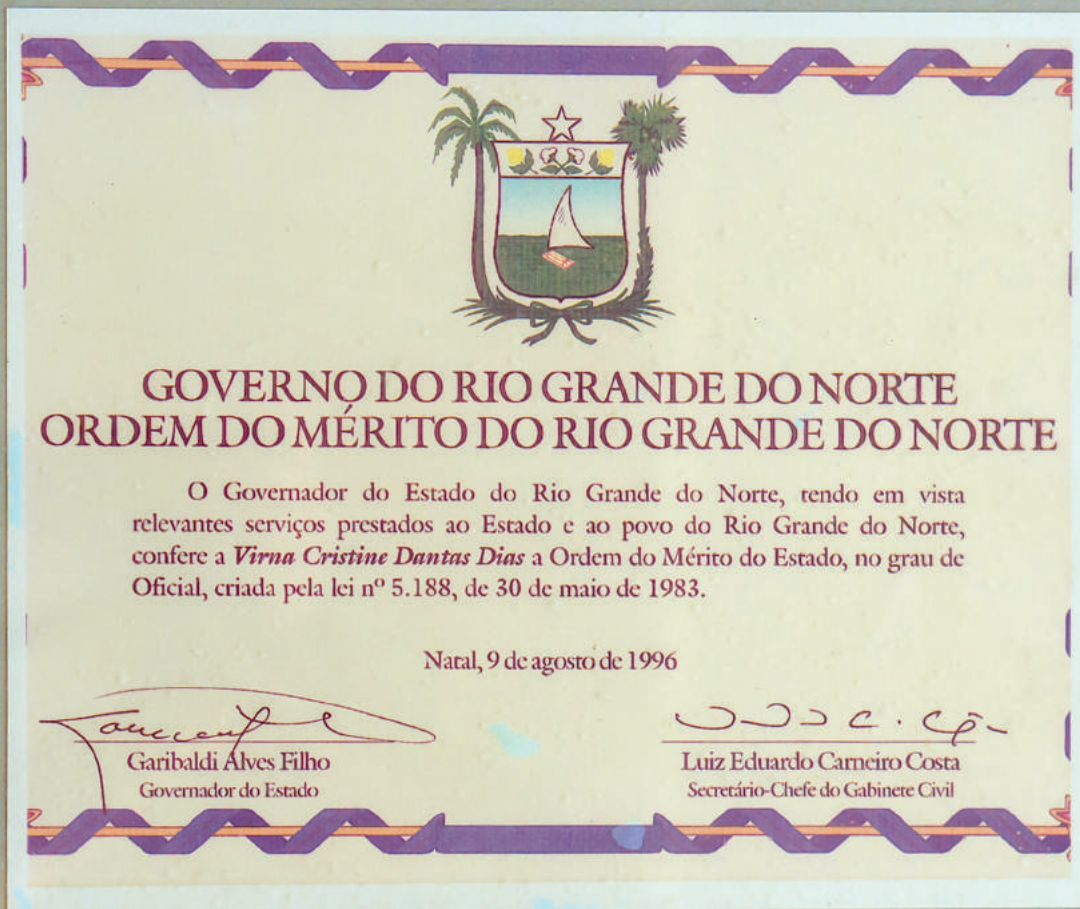 GOVERNO DO RIO GRANDE DO NORTE
ORDEM DO MÉRITO DO RIO GRANDE DO NORTE
O Governador do Estado do Rio Grande do Norte, tendo em vista
relevantes serviços prestados ao Estado e ao povo do Rio Grande do Norte,
confere a Virna Cristine Dantas Dias a Ordem do Mérito do Estado, no grau de
Oficial, criada pela lei nº 5.188, de 30 de maio de 1983.
Natal, 9 de agosto de 1996
Garibaldi Alves Filho
Governador do Estado
Luiz Eduardo Carneiro Costa
Secretário-Chefe do Gabinete Civil